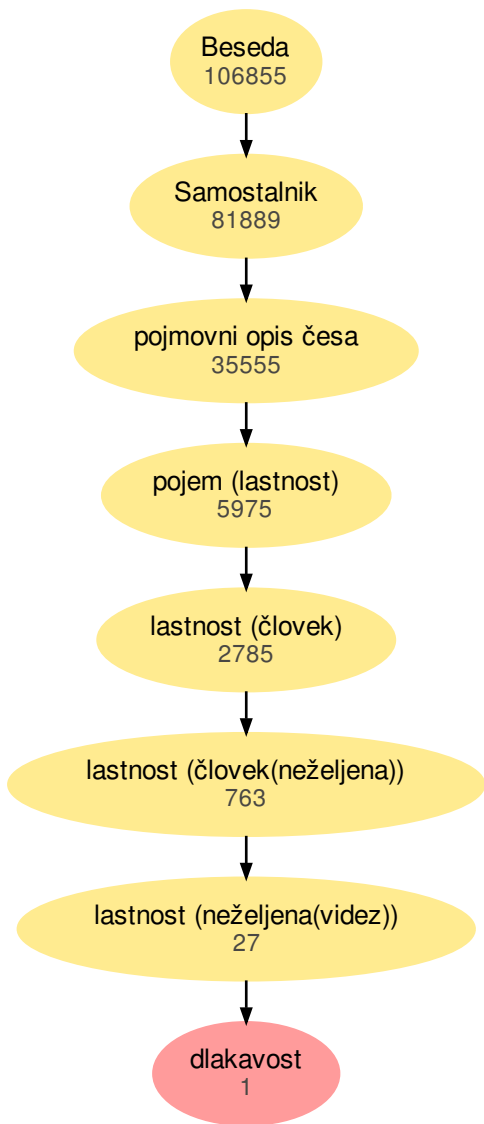 Beseda
106855
Samostalnik
81889
pojmovni opis česa
35555
pojem (lastnost)
5975
lastnost (človek)
2785
lastnost (človek(neželjena))
763
lastnost (neželjena(videz))
27
dlakavost
1